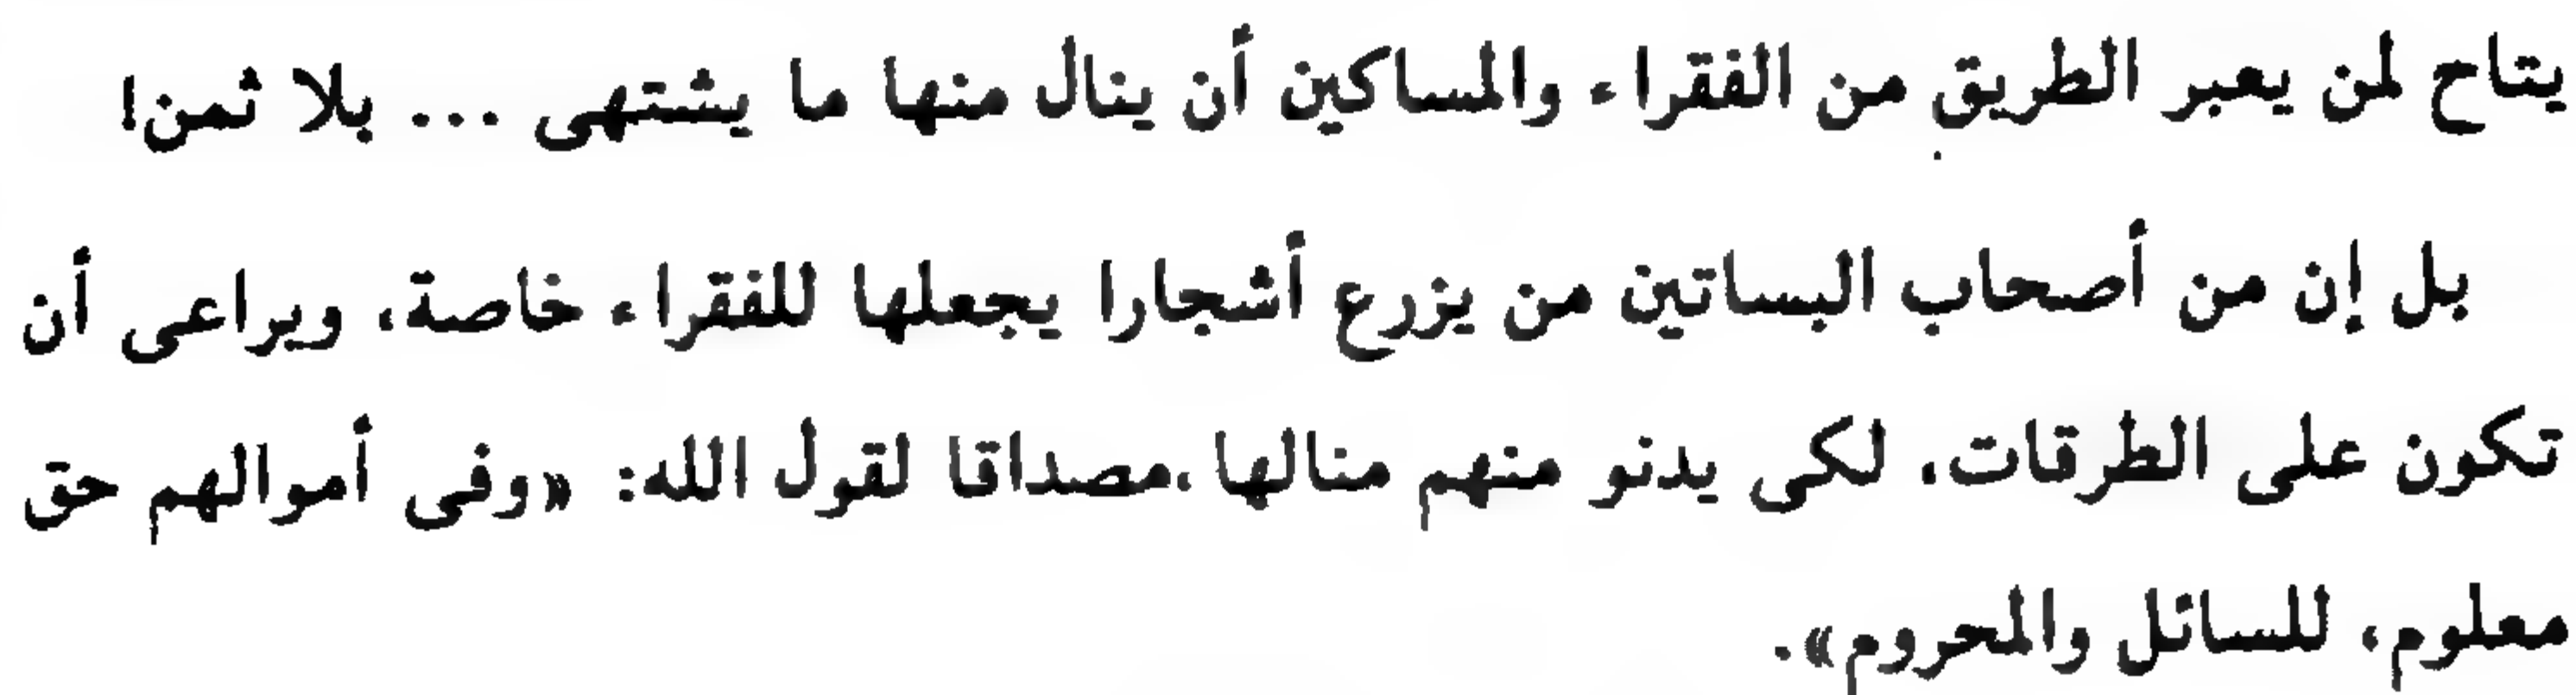 يتاح لمن يعبر الطريق من الفقراء والمساكين أن ينال منها ما يشتهى ... بلا ثمن!
بل إن من أصحاب البساتين من يزرع أشجارا يجعلها للفقراء خاصة، ويراعى أن
تكون على الطرقات، لكى يدنو منهم منالها ،مصداقا لقول الله: «وفى أموالهم حق
معلوم، للسائل والمحروم».